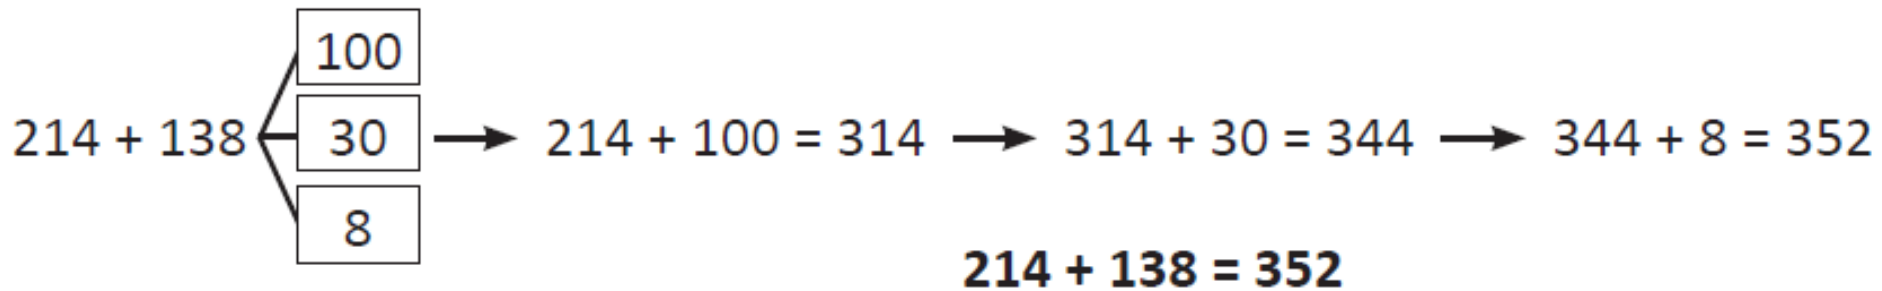 100
214 + 138 30 214 + 100 = 314 314 + 30 = 344 344 + 8 = 352
8
214 + 138 = 352